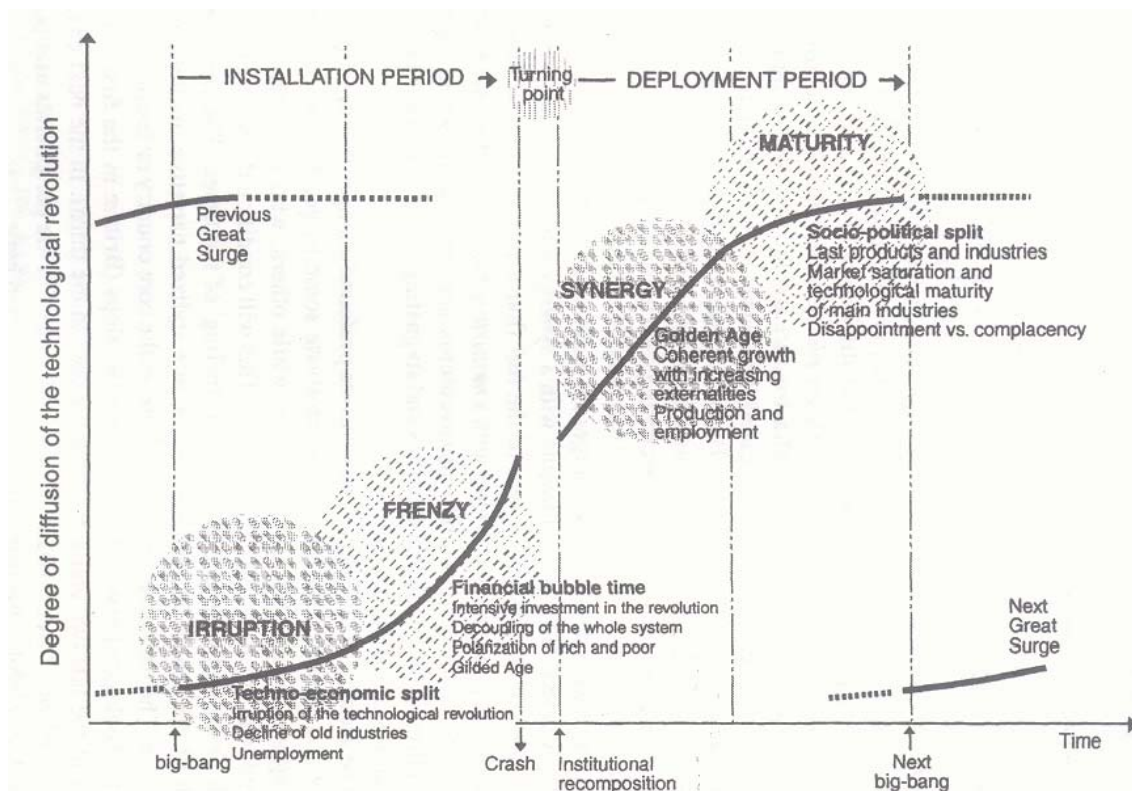 INSTALLATION PERIOD
Turning
point
DEPLOYMENT PERIOD
Degree of diffusion of the technological revolution
Previous
Great
Surge
MATURITY
Socio-political split
Last products and industries
Market saturation and
technological maturity
of main industries
Disappointment vs. complacency
SYNERGY
Golden Age
Coherent growth
with increasing
externalities
Production and
employment
FRENZY
Financial bubble time
Intensive investment in the revolution
Decoupling of the whole system
Polarization of rich and poor
Gilded Age
IRRUPTION
Techno-economic split
Irruption of the technological revolution
Decline of old industries
Unemployment
Next
Great
Surge
big-bang
Crash
Institutional
recomposition
Next
big-bang
Time